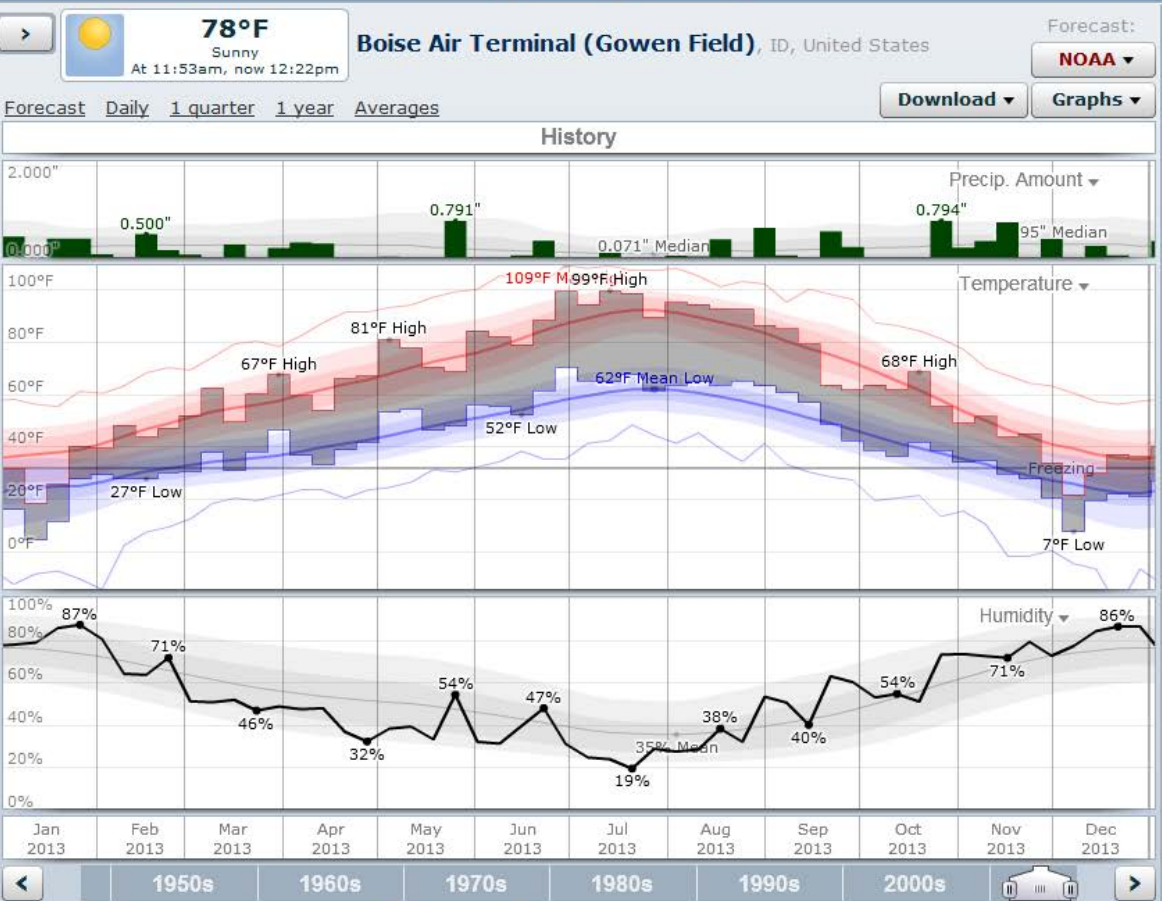 >
78°F
Sunny
At 11:53am, now 12:22pm
Boise Air Terminal (Gowen Field), ID, United States
Forecast:
NOAA
Forecast Daily 1 quarter 1 year Averages
Download Graphs
History
2.000"
Precip. Amount
0.500" 0.791" 0.794"
0.000" 0.071" Median 95" Median
100°F
109°F 99°F High
Temperature
80°F
81°F High
67°F High 68°F High
60°F
62°F Mean Low
52°F Low
40°F
Freezing
20°F
27°F Low
0°F
7°F Low
100%
Humidity
87% 86%
80%
71%
60%
54% 47% 54%
71%
46% 38%
40%
32% 35% Mean 40%
20%
19%
0%
Jan Feb Mar Apr May Jun Jul Aug Sep Oct Nov Dec
2013 2013 2013 2013 2013 2013 2013 2013 2013 2013 2013 2013
< 1950s 1960s 1970s 1980s 1990s 2000s >